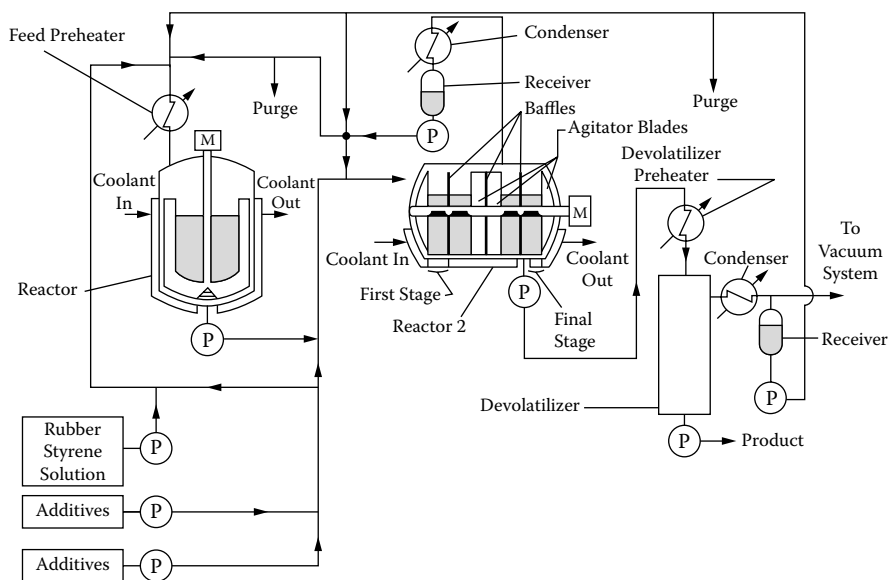 Feed Preheater
Condenser
Receiver
Purge
Baffles
Purge
P
M
Agitator Blades
Devolatilizer
Preheater
Coolant
In
Coolant
Out
M
To
Vacuum
System
Condenser
Coolant In
Coolant
Out
Reactor
First Stage
P
Final
Stage
Reactor 2
P
Receiver
P
Devolatilizer
P
Product
Rubber
Styrene
Solution
P
Additives
P
Additives
P